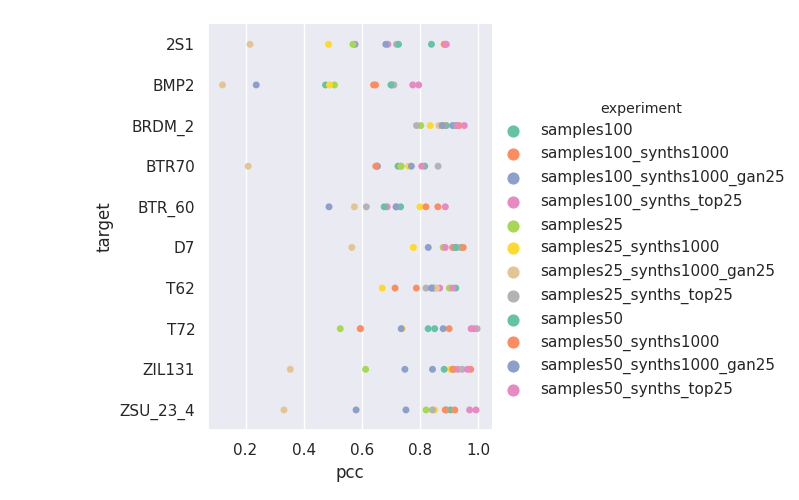 2S1
BMP2
BRDM_2
BTR70
BTR_60
D7
T62
T72
ZIL131
ZSU_23_4
target
0.2 0.4 0.6 0.8 1.0
pcc
experiment
samples100
samples100_synths1000
samples100_synths1000_gan25
samples100_synths_top25
samples25
samples25_synths1000
samples25_synths1000_gan25
samples25_synths_top25
samples50
samples50_synths1000
samples50_synths1000_gan25
samples50_synths_top25